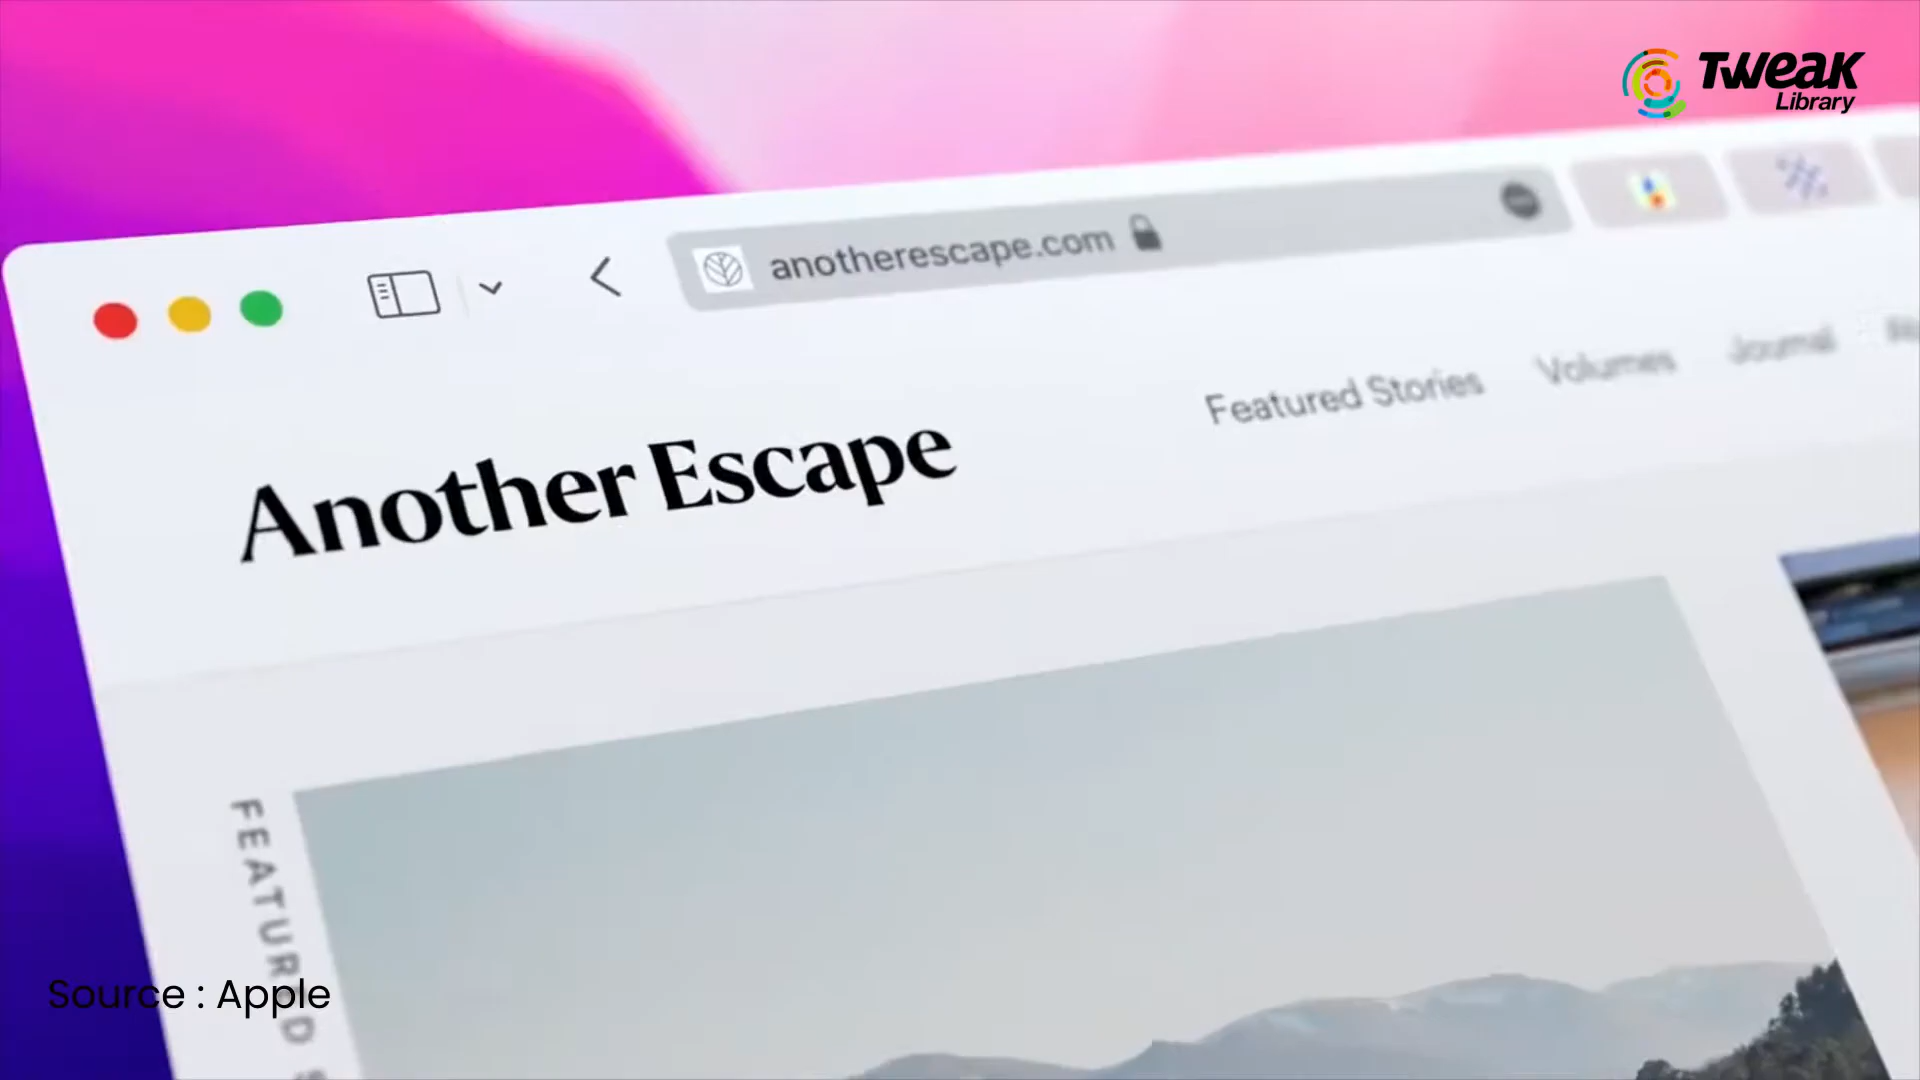 Tweak
Library
anotherescape.com
Featured Stories
Volumes
Journal
Another Escape
FEATURED S
Source : Apple